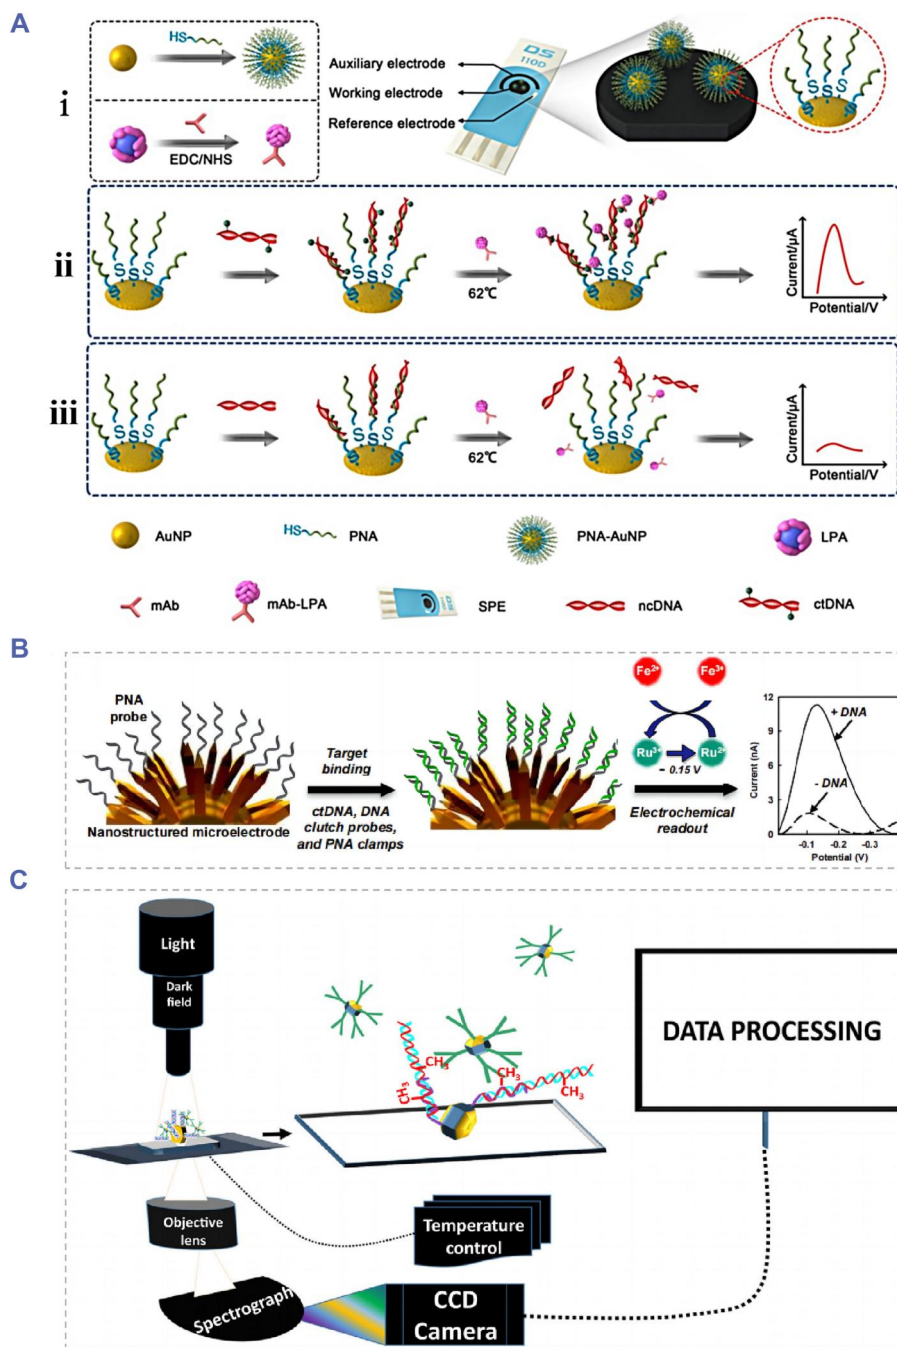 A
i
HS
EDC/NHS
Auxiliary electrode
Working electrode
Reference electrode
DS
110D
ii
S S S
S S
62℃
Current/μA
Potential/V
iii
S S S
S S
62℃
Current/μA
Potential/V
AuNP
HS
PNA
PNA-AuNP
LPA
mAb
mAb-LPA
DS
SPE
ncDNA
ctDNA
B
PNA
probe
Nanostructured microelectrode
Target
binding
ctDNA, DNA
clutch probes,
and PNA clamps
Fe2+
Fe3+
Ru3+
Ru2+
- 0.15 V
Electrochemical
readout
Current (nA)
12
9
6
3
0
+ DNA
- DNA
-0.1
-0.2
-0.3
Potential (V)
C
Light
Dark
field
Objective
lens
Spectrograph
CH3
CH3
CH3
CH3
Temperature
control
CCD
Camera
DATA PROCESSING